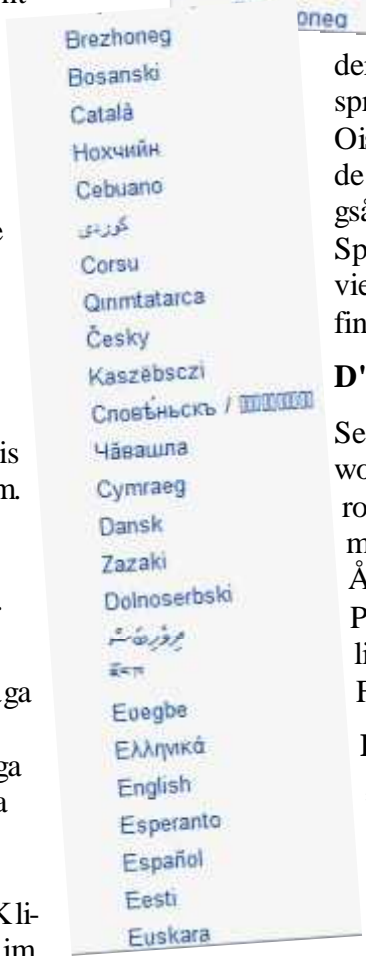 oneg
Brezhoneg
Bosanski
Català
Нохчийн
Cebuano
کوردی
Corsu
Qırımtatarca
Česky
Kaszëbsczi
Словѣньскъ /
Чӑвашла
Cymraeg
Dansk
Zazaki
Dolnoserbski
ދިވެހިބަސް
Eʋegbe
Ελληνικά
English
Esperanto
Español
Eesti
Euskara
is
m.
ga
ga
a
Kli-
im
spr
Ois
de
gså
Sp
vie
fin
D'
Se
wo
ro
m
Å
P
li